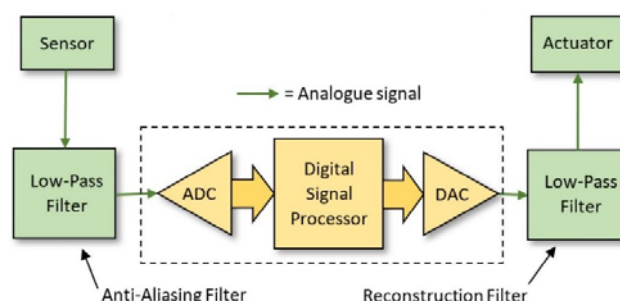 Sensor
Actuator
= Analogue signal
Low-Pass
Filter
ADC
Digital
Signal
Processor
DAC
Low-Pass
Filter
Anti-Aliasing Filter
Reconstruction Filter